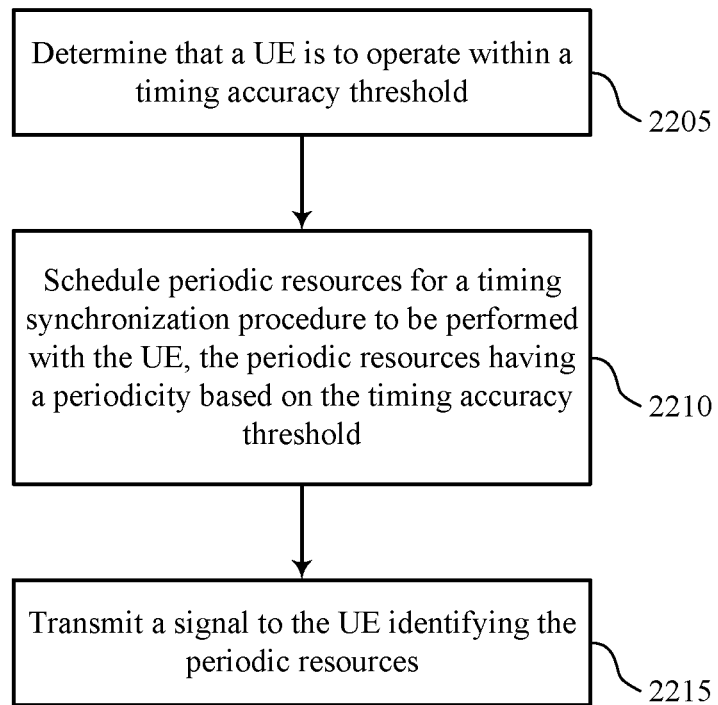 Determine that a UE is to operate within a
timing accuracy threshold
2205
Schedule periodic resources for a timing
synchronization procedure to be performed
with the UE, the periodic resources having
a periodicity based on the timing accuracy
threshold
2210
Transmit a signal to the UE identifying the
periodic resources
2215